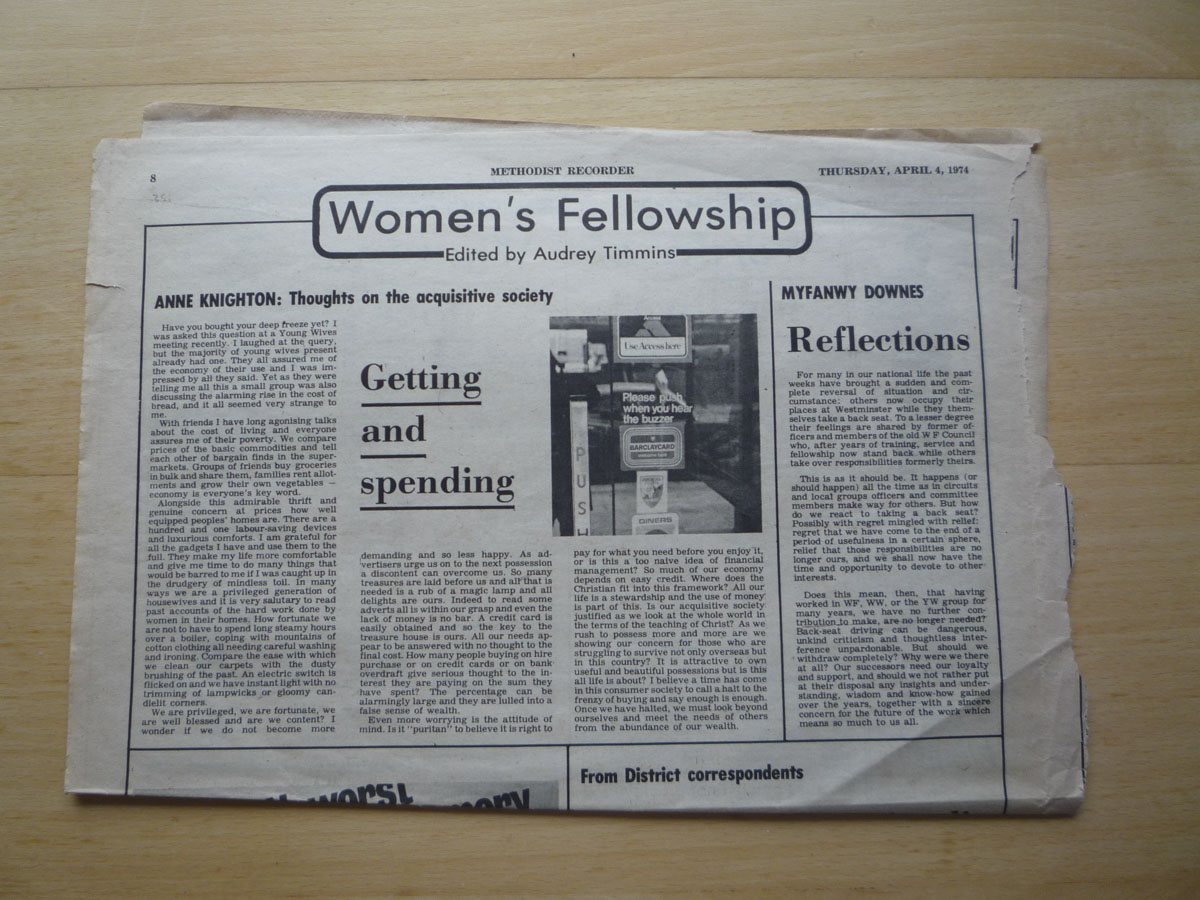 8
METHODIST RECORDER
THURSDAY, APRIL 4, 1974
Women's Fellowship
Edited by Audrey Timmins
ANNE KNIGHTON: Thoughts on the acquisitive society
Have you bought your deep freeze yet? I
was asked this question at a Young Wives
meeting recently. I laughed at the query,
but the majority of young wives present
already had one. They all assured me of
the economy of their use and I was im-
pressed by all they said. Yet as they were
telling me all this a small group was also
discussing the alarming rise in the cost of
bread, and it all seemed very strange to
me.
With friends I have long agonising talks
about the cost of living and everyone
assures me of their poverty. We compare
prices of the basic commodities and tell
each other of bargain finds in the super-
markets. Groups of friends buy groceries
in bulk and share them, families rent allot-
ments and grow their own vegetables —
economy is everyone's key word.
Alongside this admirable thrift and
genuine concern at prices how well
equipped peoples' homes are. There are a
hundred and one labour-saving devices
and luxurious comforts. I am grateful for
all the gadgets I have and use them to the
full. They make my life more comfortable
and give me time to do many things that
would be barred to me if I was caught up in
the drudgery of mindless toil. In many
ways we are a privileged generation of
housewives and it is very salutary to read
past accounts of the hard work done by
women in their homes. How fortunate we
are not to have to spend long steamy hours
over a boiler, coping with mountains of
cotton clothing all needing careful washing
and ironing. Compare the ease with which
we clean our carpets with the dusty
brushing of the past. An electric switch is
flicked on and we have instant light with no
trimming of lampwicks or gloomy can-
dlelit corners.
We are privileged, we are fortunate, we
are well blessed and are we content? I
wonder if we do not become more
Getting
and
spending
Use Access here
Please push
when you hear
the buzzer
BARCLAYCARD
PUSH
DINERS
demanding and so less happy. As ad-
vertisers urge us on to the next possession
a discontent can overcome us. So many
treasures are laid before us and all that is
needed is a rub of a magic lamp and all
delights are ours. Indeed to read some
adverts all is within our grasp and even the
lack of money is no bar. A credit card is
easily obtained and so the key to the
treasure house is ours. All our needs ap-
pear to be answered with no thought to the
final cost. How many people buying on hire
purchase or on credit cards or on bank
overdraft give serious thought to the in-
terest they are paying on the sum they
have spent? The percentage can be
alarmingly large and they are lulled into a
false sense of wealth.
Even more worrying is the attitude of
mind. Is it "puritan" to believe it is right to
pay for what you need before you enjoy it,
or is this a too naive idea of financial
management? So much of our economy
depends on easy credit. Where does the
Christian fit into this framework? All our
life is a stewardship and the use of money
is part of this. Is our acquisitive society
justified as we look at the whole world in
the terms of the teaching of Christ? As we
rush to possess more and more are we
showing our concern for those who are
struggling to survive not only overseas but
in this country? It is attractive to own
useful and beautiful possessions but is this
all life is about? I believe a time has come
in this consumer society to call a halt to the
frenzy of buying and say enough is enough.
Once we have halted, we must look beyond
ourselves and meet the needs of others
from the abundance of our wealth.
MYFANWY DOWNES
Reflections
For many in our national life the past
weeks have brought a sudden and com-
plete reversal of situation and cir-
cumstance: others now occupy their
places at Westminster while they them-
selves take a back seat. To a lesser degree
their feelings are shared by former of-
ficers and members of the old W F Council
who, after years of training, service and
fellowship now stand back while others
take over responsibilities formerly theirs.
This is as it should be. It happens (or
should happen) all the time as in circuits
and local groups officers and committee
members make way for others. But how
do we react to taking a back seat?
Possibly with regret mingled with relief:
regret that we have come to the end of a
period of usefulness in a certain sphere,
relief that those responsibilities are no
longer ours, and we shall now have the
time and opportunity to devote to other
interests.
Does this mean, then, that having
worked in WF, WW, or the YW group for
many years, we have no further con-
tribution to make, are no longer needed?
Back-seat driving can be dangerous,
unkind criticism and thoughtless inter-
ference unpardonable. But should we
withdraw completely? Why were we there
at all? Our successors need our loyalty
and support, and should we not rather put
at their disposal any insights and under-
standing, wisdom and know-how gained
over the years, together with a sincere
concern for the future of the work which
means so much to us all.
From District correspondents